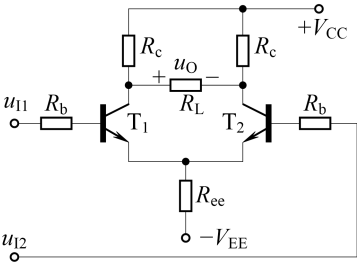 +V_CC
R_c u_O R_c
+ −
u_I1 R_b T_1 R_L T_2 R_b
R_ee
−V_EE
u_I2